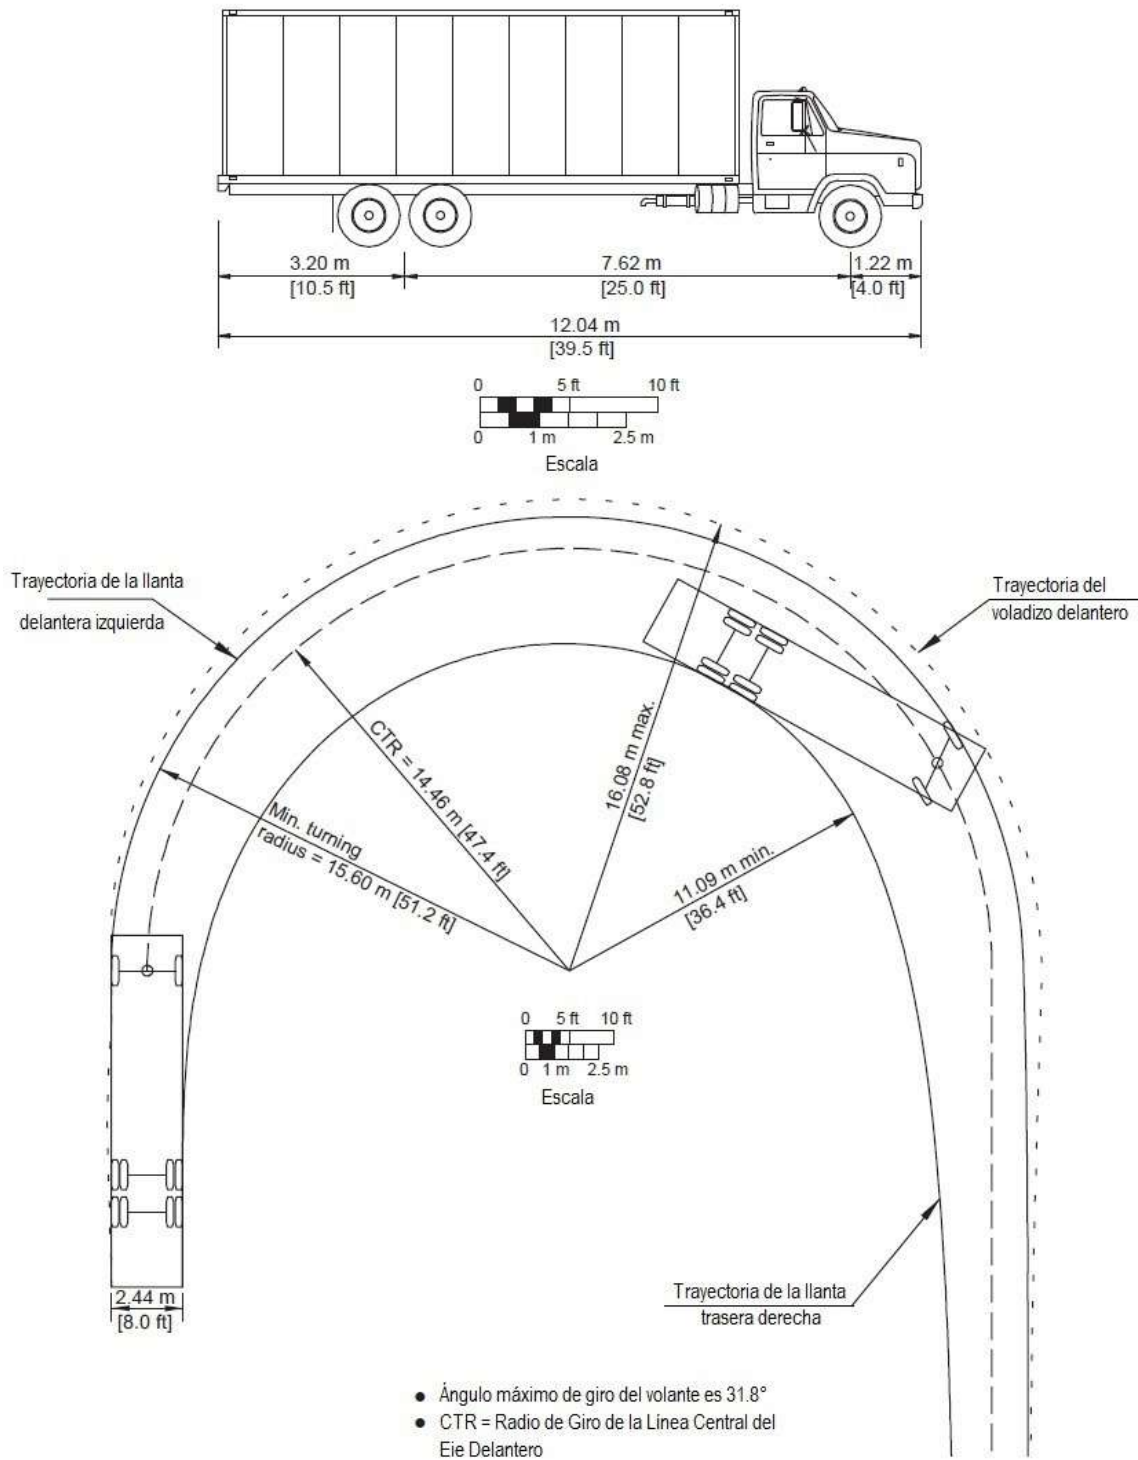 3.20 m
[10.5 ft]
7.62 m
[25.0 ft]
1.22 m
[4.0 ft]
12.04 m
[39.5 ft]
0 5 ft 10 ft
0 1 m 2.5 m
Escala
Trayectoria de la llanta
delantera izquierda
Trayectoria del
voladizo delantero
CTR = 14.46 m [47.4 ft]
16.08 m max.
[52.8 ft]
Min. turning
radius = 15.60 m [51.2 ft]
11.09 m min.
[36.4 ft]
0 5 ft 10 ft
0 1 m 2.5 m
Escala
2.44 m
[8.0 ft]
Trayectoria de la llanta
trasera derecha
● Ángulo máximo de giro del volante es 31.8°
● CTR = Radio de Giro de la Línea Central del
Eje Delantero